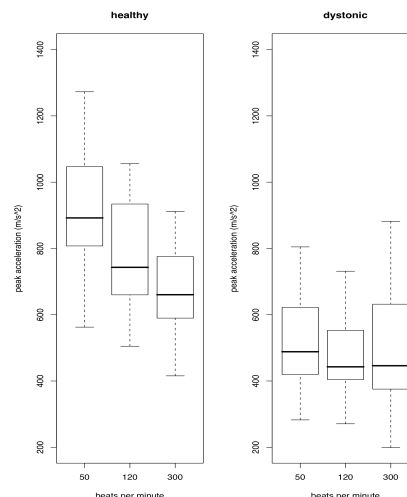 healthy
1400
1200
1000
800
600
400
200
peak acceleration (m/s^2)
50 120 300
beats per minute
dystonic
1400
1200
1000
800
600
400
200
peak acceleration (m/s^2)
50 120 300
beats per minute